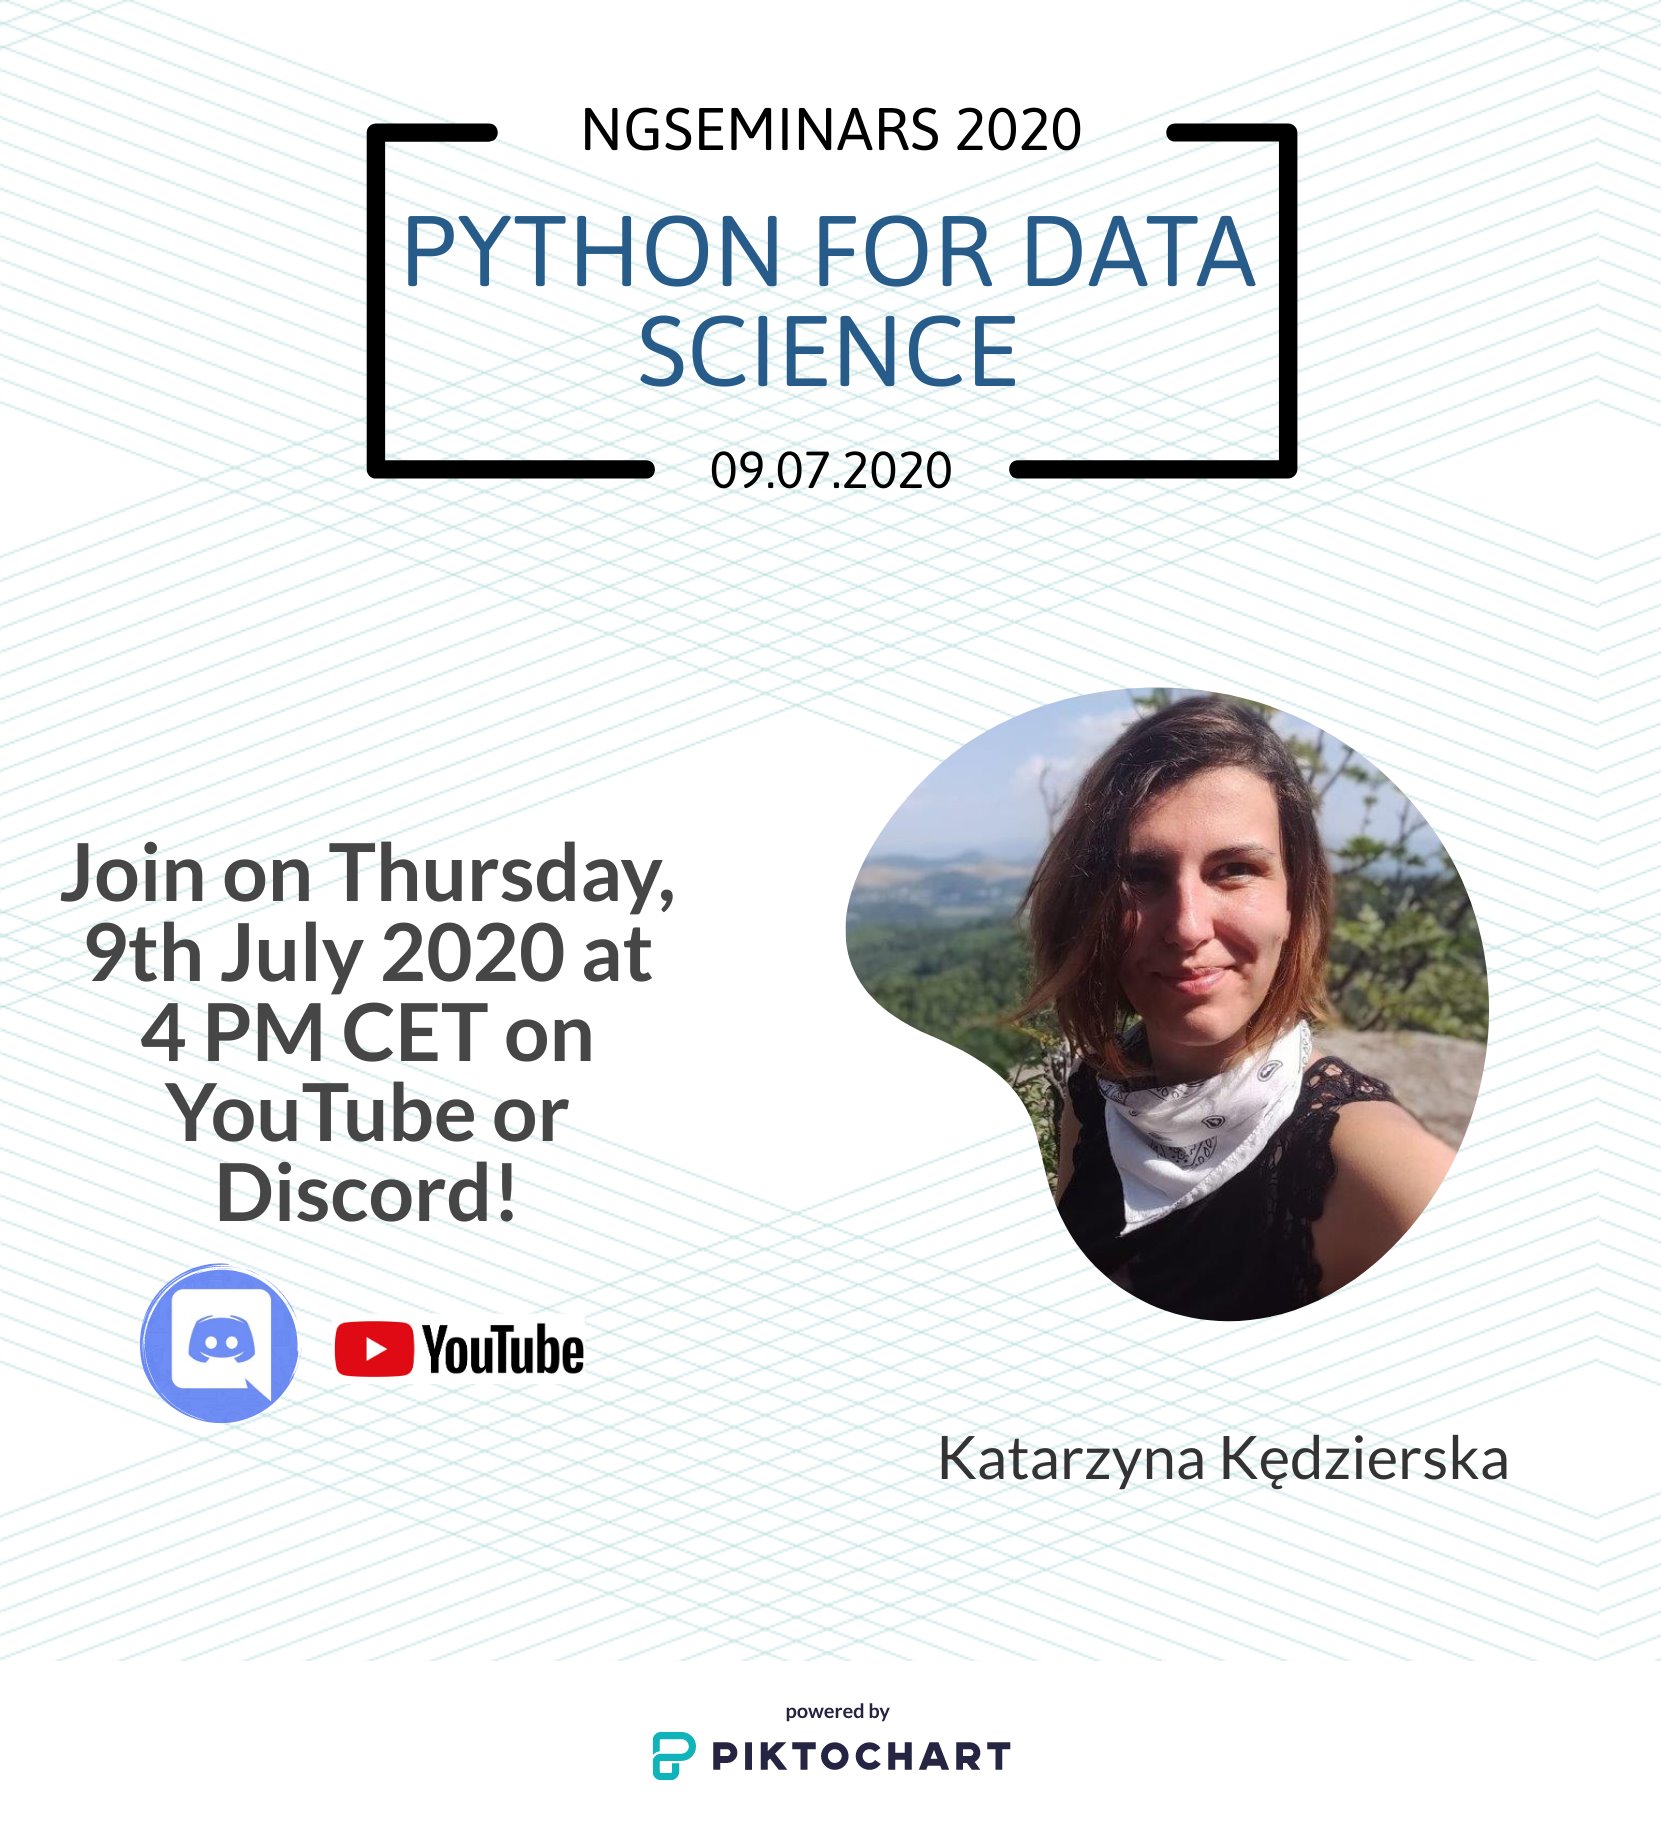 NGSEMINARS 2020
PYTHON FOR DATA
SCIENCE
09.07.2020
Join on Thursday,
9th July 2020 at
4 PM CET on
YouTube or
Discord!
YouTube
Katarzyna Kędzierska
powered by
PIKTOCHART